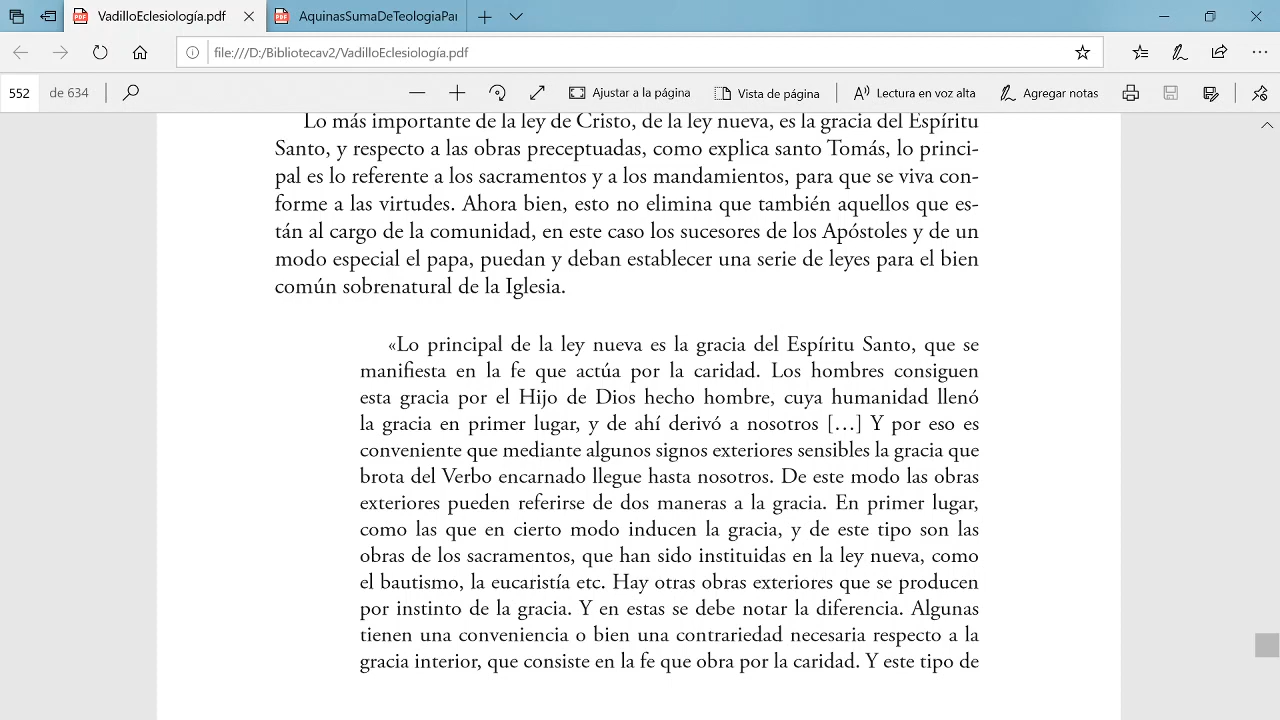 VadilloEclesiología.pdf
AquinasSumaDeTeologiaPar
file:///D:/Bibliotecav2/VadilloEclesiología.pdf
552 de 634
Ajustar a la página
Vista de página
Lectura en voz alta
Agregar notas
Lo más importante de la ley de Cristo, de la ley nueva, es la gracia del Espíritu
Santo, y respecto a las obras preceptuadas, como explica santo Tomás, lo princi-
pal es lo referente a los sacramentos y a los mandamientos, para que se viva con-
forme a las virtudes. Ahora bien, esto no elimina que también aquellos que es-
tán al cargo de la comunidad, en este caso los sucesores de los Apóstoles y de un
modo especial el papa, puedan y deban establecer una serie de leyes para el bien
común sobrenatural de la Iglesia.
«Lo principal de la ley nueva es la gracia del Espíritu Santo, que se
manifiesta en la fe que actúa por la caridad. Los hombres consiguen
esta gracia por el Hijo de Dios hecho hombre, cuya humanidad llenó
la gracia en primer lugar, y de ahí derivó a nosotros […] Y por eso es
conveniente que mediante algunos signos exteriores sensibles la gracia que
brota del Verbo encarnado llegue hasta nosotros. De este modo las obras
exteriores pueden referirse de dos maneras a la gracia. En primer lugar,
como las que en cierto modo inducen la gracia, y de este tipo son las
obras de los sacramentos, que han sido instituidas en la ley nueva, como
el bautismo, la eucaristía etc. Hay otras obras exteriores que se producen
por instinto de la gracia. Y en estas se debe notar la diferencia. Algunas
tienen una conveniencia o bien una contrariedad necesaria respecto a la
gracia interior, que consiste en la fe que obra por la caridad. Y este tipo de